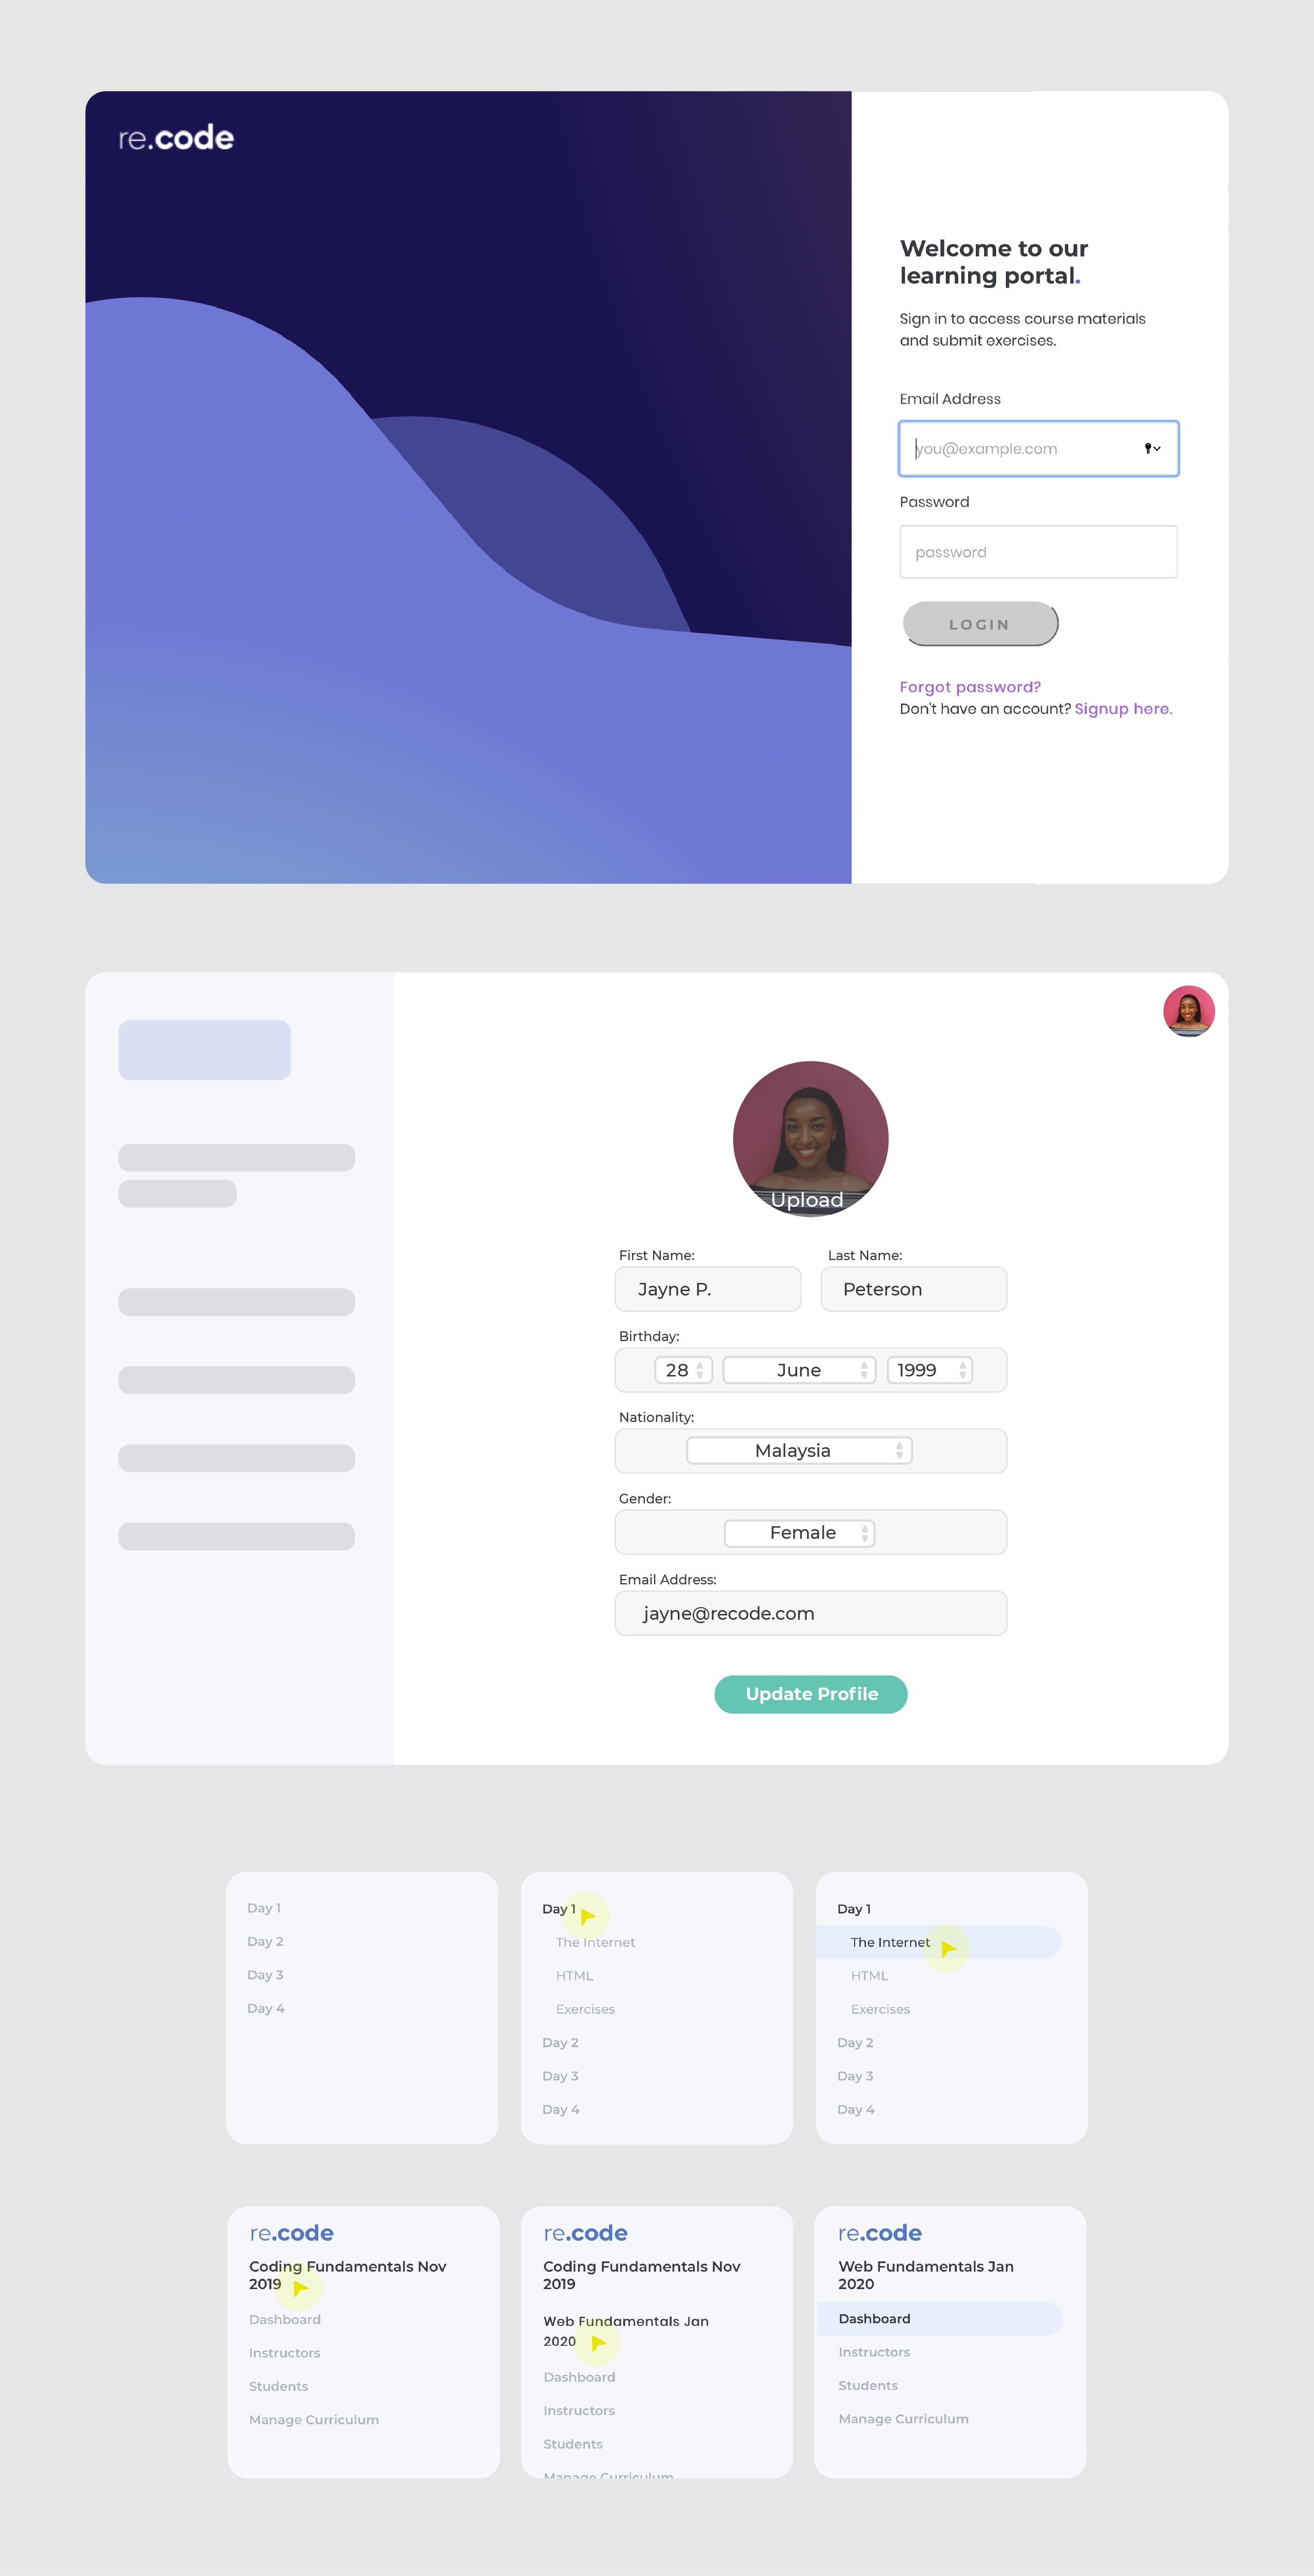 re.code
Welcome to our
learning portal.
Sign in to access course materials
and submit exercises.
Email Address
you@example.com
Password
password
LOGIN
Forgot password?
Don't have an account? Signup here.
Upload
First Name: Last Name:
Jayne P. Peterson
Birthday:
28 June 1999
Nationality:
Malaysia
Gender:
Female
Email Address:
jayne@recode.com
Update Profile
Day 1
Day 2
Day 3
Day 4
Day 1
The Internet
HTML
Exercises
Day 2
Day 3
Day 4
Day 1
The Internet
HTML
Exercises
Day 2
Day 3
Day 4
re.code
Coding Fundamentals Nov
2019
Dashboard
Instructors
Students
Manage Curriculum
re.code
Coding Fundamentals Nov
2019
Web Fundamentals Jan
2020
Dashboard
Instructors
Students
Manage Curriculum
re.code
Web Fundamentals Jan
2020
Dashboard
Instructors
Students
Manage Curriculum